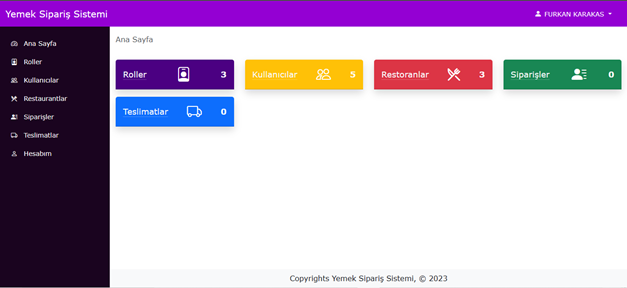 Yemek Sipariş Sistemi
FURKAN KARAKAS
Ana Sayfa
Roller
Kullanıcılar
Restaurantlar
Siparişler
Teslimatlar
Hesabım
Ana Sayfa
Roller 3
Kullanıcılar 5
Restoranlar 3
Siparişler 0
Teslimatlar 0
Copyrights Yemek Sipariş Sistemi, © 2023